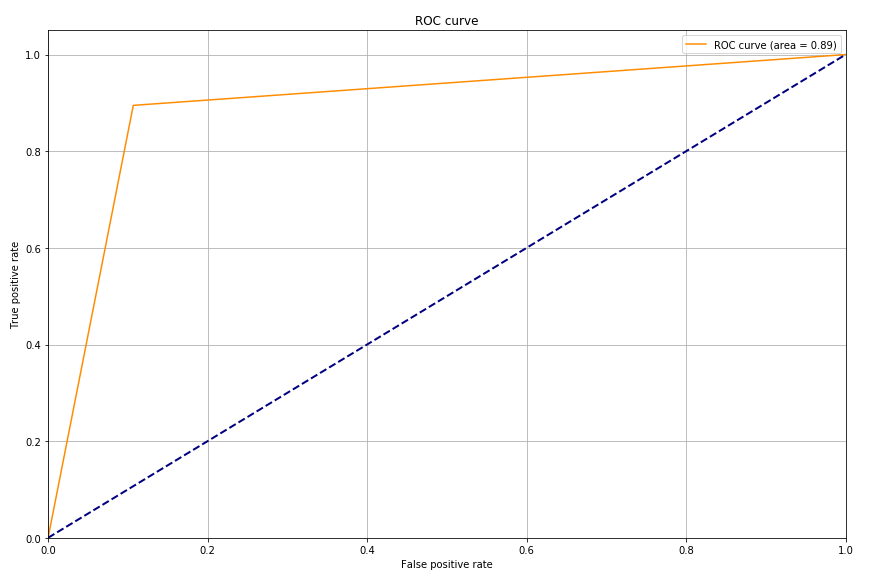 ROC curve
ROC curve (area = 0.89)
1.0
0.8
0.6
0.4
0.2
0.0
True positive rate
0.0 0.2 0.4 0.6 0.8 1.0
False positive rate